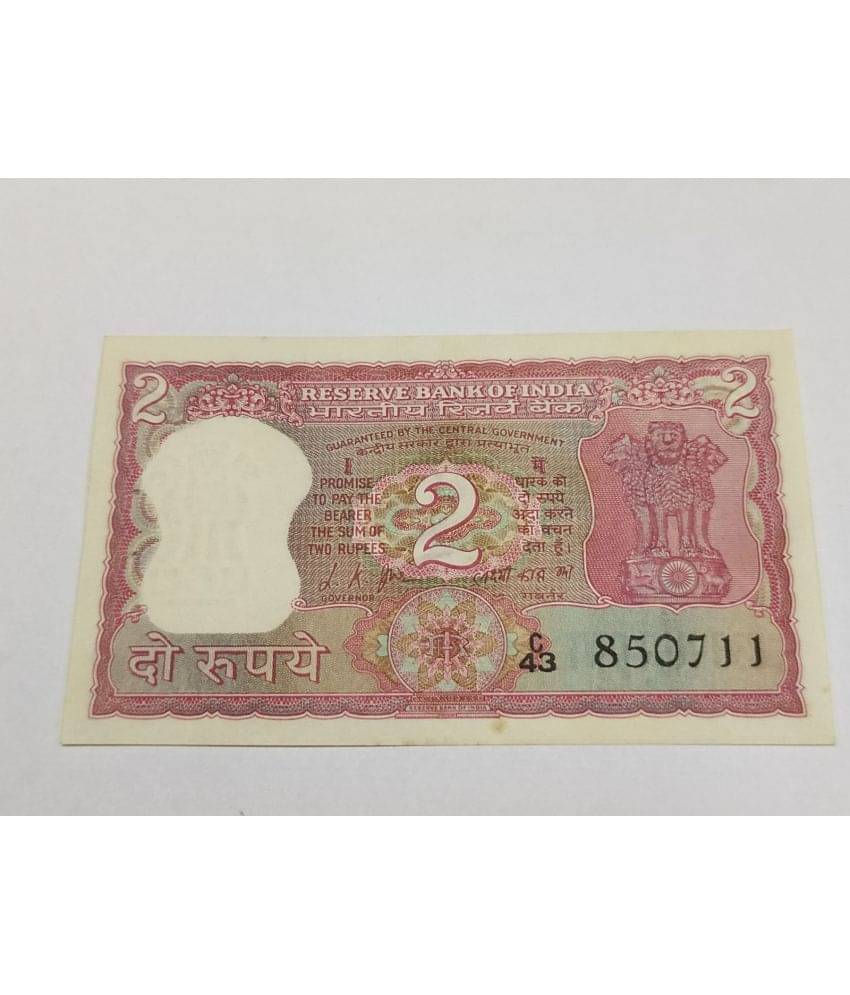 2 2
RESERVE BANK OF INDIA
भारतीय रिज़र्व बैंक
GUARANTEED BY THE CENTRAL GOVERNMENT
केन्द्रीय सरकार द्वारा प्रत्याभूत
I
PROMISE
TO PAY THE
BEARER
THE SUM OF
TWO RUPEES
2
मैं
धारक को
दो रुपये
अदा करने
का वचन
देता हूं।
GOVERNOR
गवर्नर
दो रुपये
C/43 850711
RESERVE BANK OF INDIA